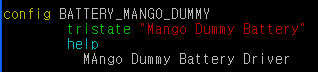 config BATTERY_MANGO_DUMMY
tristate "Mango Dummy Battery"
help
MAngo Dummy Battery Driver